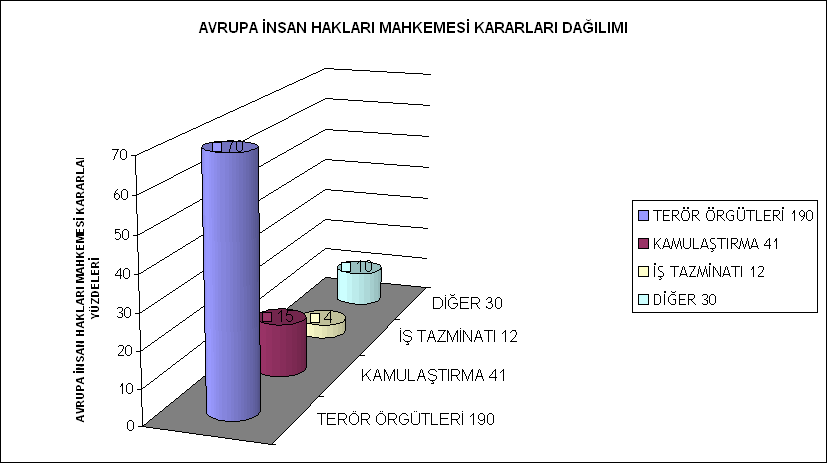 AVRUPA İNSAN HAKLARI MAHKEMESİ KARARLARI DAĞILIMI
AVRUPA İNSAN HAKLARI MAHKEMESİ KARARLAI
YÜZDELERİ
70
60
50
40
30
20
10
0
70
15
4
10
DİĞER 30
İŞ TAZMİNATI 12
KAMULAŞTIRMA 41
TERÖR ÖRGÜTLERİ 190
TERÖR ÖRGÜTLERİ 190
KAMULAŞTIRMA 41
İŞ TAZMİNATI 12
DİĞER 30